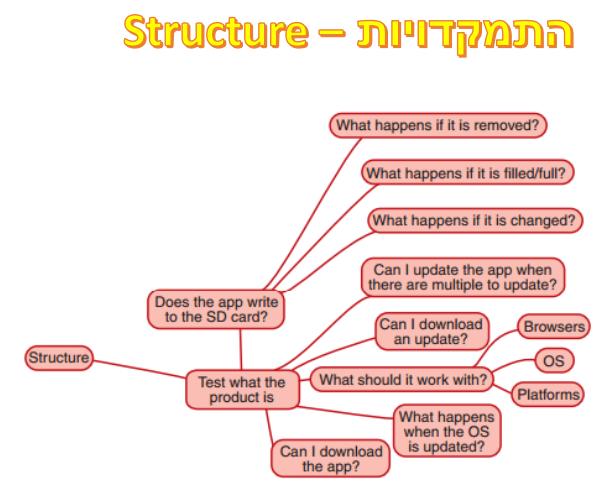 התמקדויות – Structure
What happens if it is removed?
What happens if it is filled/full?
What happens if it is changed?
Can I update the app when
there are multiple to update?
Does the app write
to the SD card?
Can I download
an update?
Browsers
Structure
OS
Test what the
product is
What should it work with?
Platforms
What happens
when the OS
is updated?
Can I download
the app?